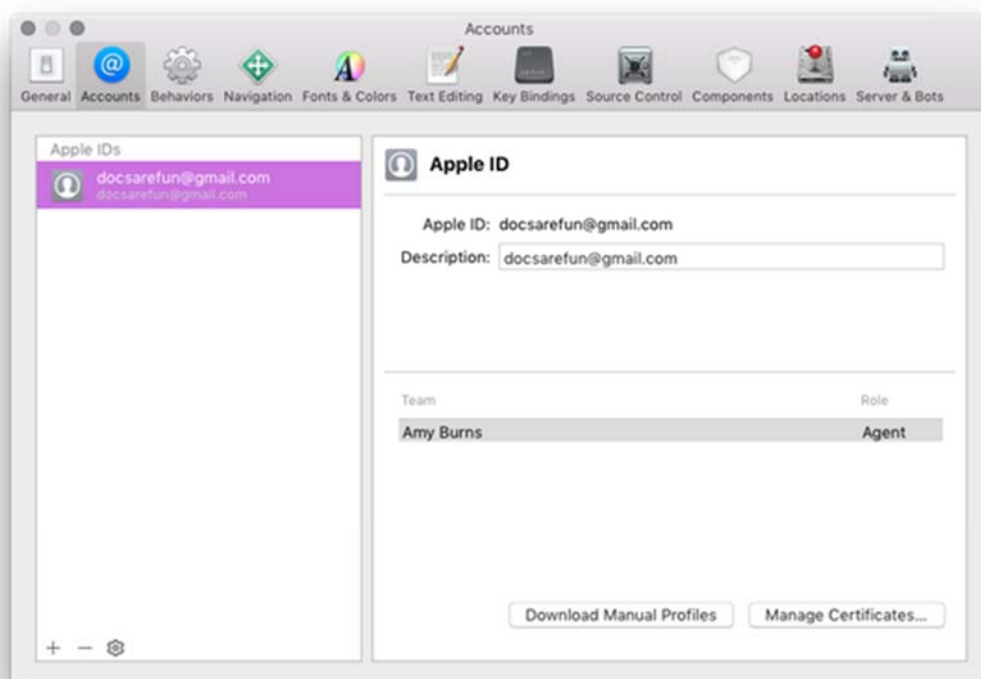 Accounts
General Accounts Behaviors Navigation Fonts & Colors Text Editing Key Bindings Source Control Components Locations Server & Bots
Apple IDs
docsarefun@gmail.com
docsarefun@gmail.com
Apple ID
Apple ID: docsarefun@gmail.com
Description: docsarefun@gmail.com
Team Role
Amy Burns Agent
Download Manual Profiles Manage Certificates...